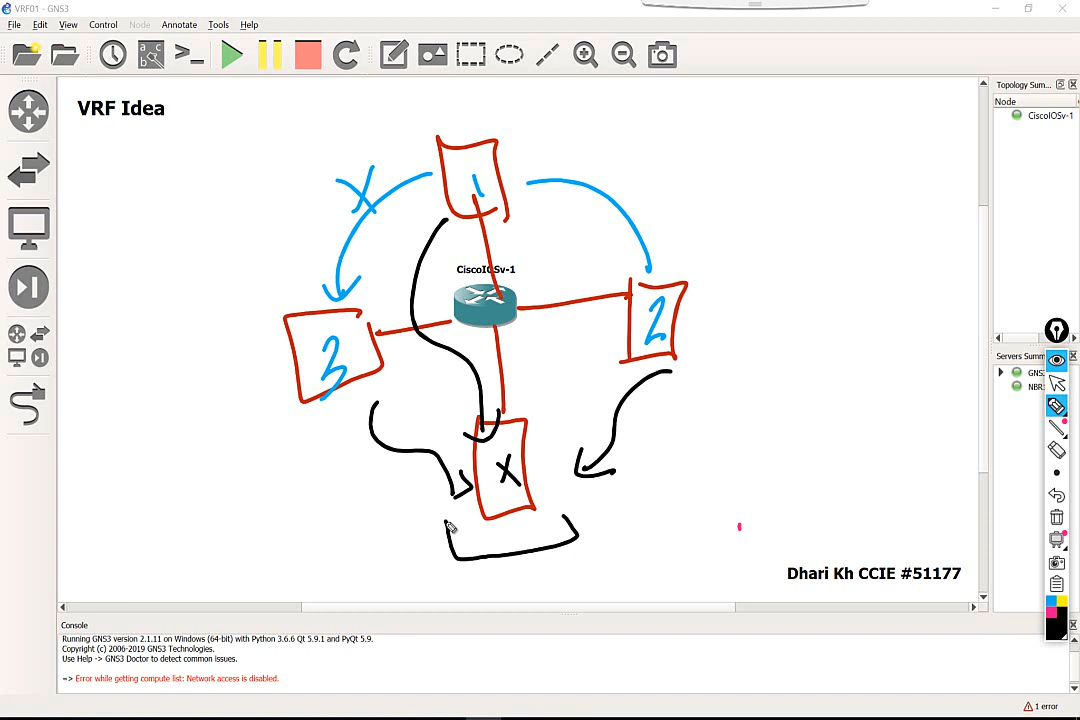 VRF01 - GNS3
File Edit View Control Node Annotate Tools Help
VRF Idea
Topology Sum...
Node
CiscoIOSv-1
1
X
CiscoIOSv-1
2
3
X
Servers Summ
GNS
NBR
Dhari Kh CCIE #51177
Console
Running GNS3 version 2.1.11 on Windows (64-bit) with Python 3.6.6 Qt 5.9.1 and PyQt 5.9.
Copyright (c) 2006-2019 GNS3 Technologies.
Use Help -> GNS3 Doctor to detect common issues.
=> Error while getting compute list: Network access is disabled.
1 error